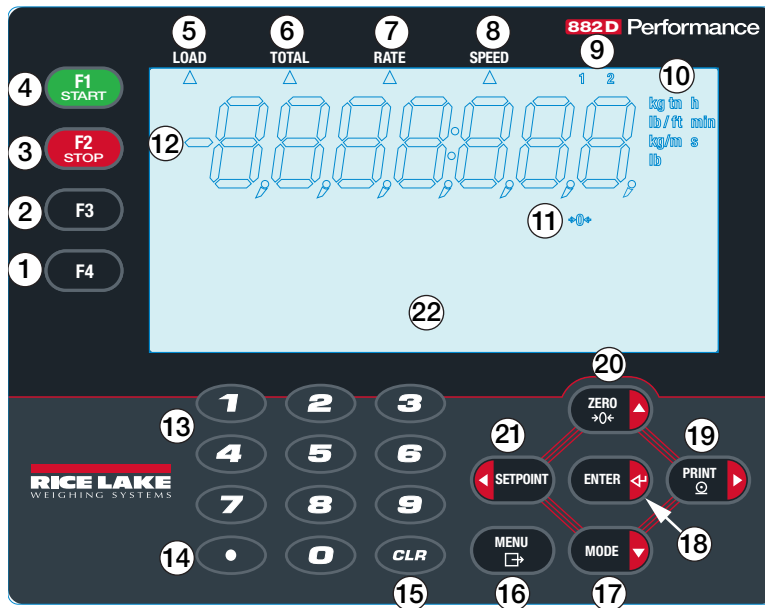 882D Performance
5 6 7 8 9 10
LOAD TOTAL RATE SPEED
1 2
kg tn h
lb/ft min
kg/m s
lb
4 F1 START
3 F2 STOP
12
2 F3
11 →0←
1 F4
22
20
13 1 2 3
ZERO →0←
4 5 6
21 SETPOINT
ENTER
19 PRINT
RICE LAKE
WEIGHING SYSTEMS
7 8 9
18
14 • 0 CLR
MENU
MODE
15 16 17